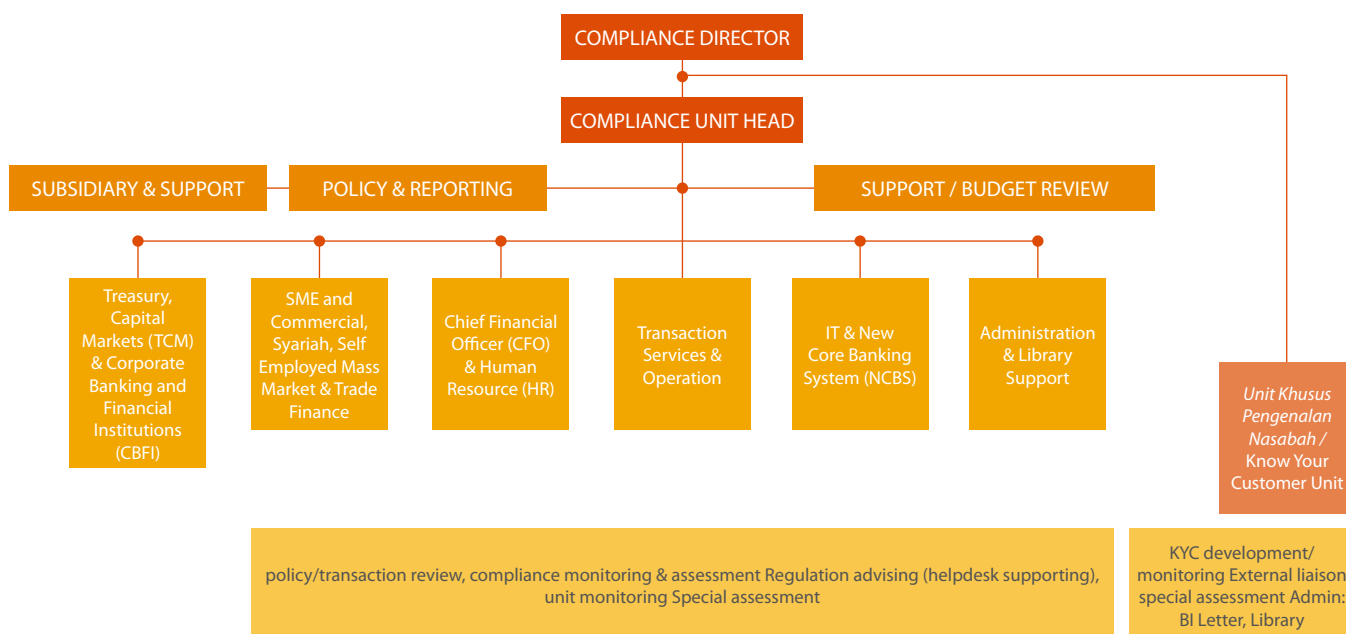 COMPLIANCE DIRECTOR
COMPLIANCE UNIT HEAD
SUBSIDIARY & SUPPORT
POLICY & REPORTING
SUPPORT / BUDGET REVIEW
Treasury,
Capital
Markets (TCM)
& Corporate
Banking and
Financial
Institutions
(CBFI)
SME and
Commercial,
Syariah, Self
Employed Mass
Market & Trade
Finance
Chief Financial
Officer (CFO)
& Human
Resource (HR)
Transaction
Services &
Operation
IT & New
Core Banking
System (NCBS)
Administration
& Library
Support
Unit Khusus
Pengenalan
Nasabah /
Know Your
Customer Unit
policy/transaction review, compliance monitoring & assessment Regulation advising (helpdesk supporting),
unit monitoring Special assessment
KYC development/
monitoring External liaison
special assessment Admin:
BI Letter, Library